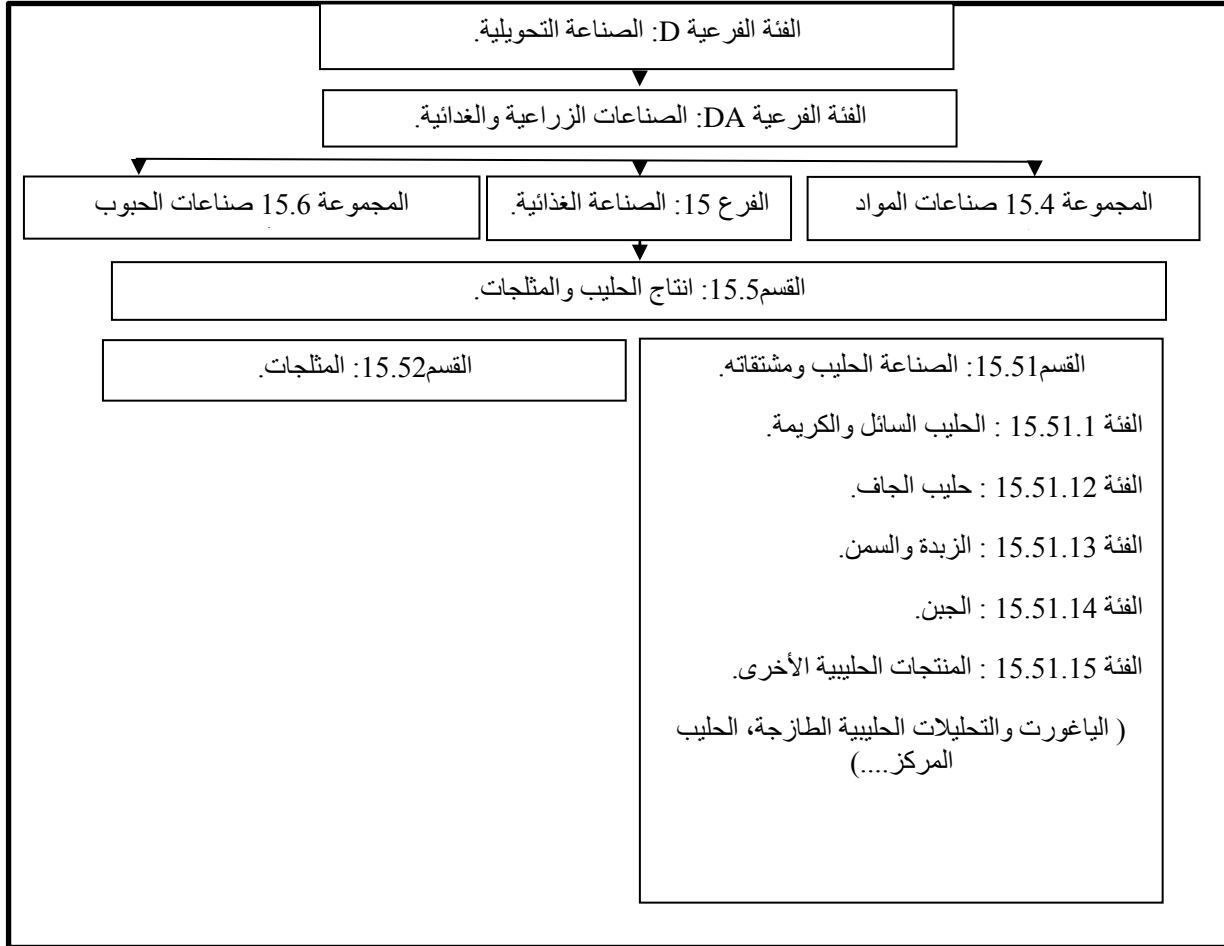 الفئة الفرعية D: الصناعة التحويلية.
الفئة الفرعية DA: الصناعات الزراعية والغدائية.
المجموعة 15.4 صناعات المواد
الفرع 15: الصناعة الغذائية.
المجموعة 15.6 صناعات الحبوب
القسم15.5: انتاج الحليب والمثلجات.
القسم15.51: الصناعة الحليب ومشتقاته.
الفئة 15.51.1 : الحليب السائل والكريمة.
الفئة 15.51.12 : حليب الجاف.
الفئة 15.51.13 : الزبدة والسمن.
الفئة 15.51.14 : الجبن.
الفئة 15.51.15 : المنتجات الحليبية الأخرى.
( الياغورت والتحليلات الحليبية الطازجة، الحليب
المركز....)
القسم15.52: المثلجات.